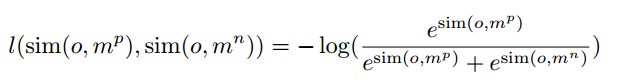 l(sim(o, m^p), sim(o, m^n)) = − log( e^{sim(o,m^p)} / (e^{sim(o,m^p)} + e^{sim(o,m^n)}) )